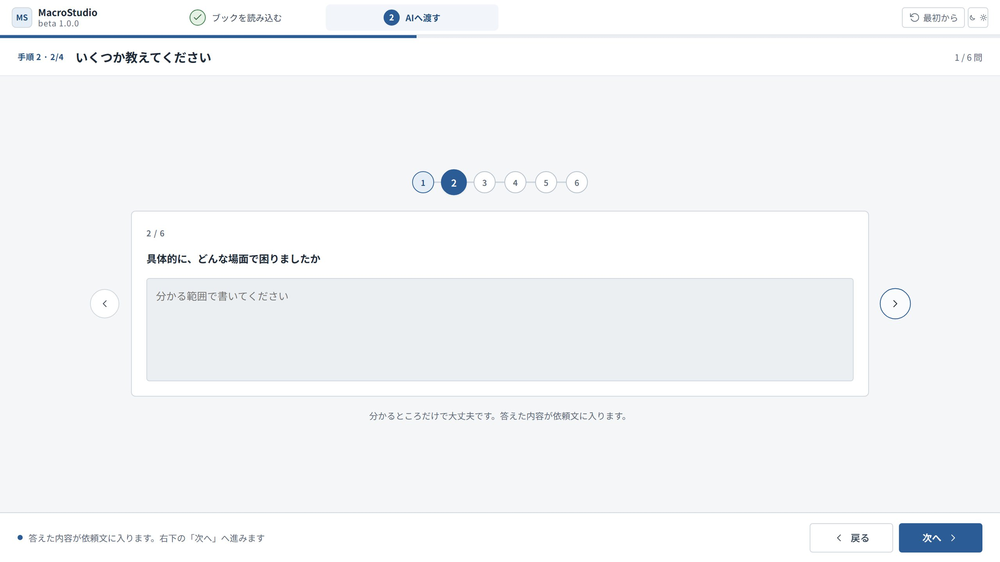 MS
MacroStudio
beta 1.0.0
ブックを読み込む
2
AIへ渡す
最初から
手順 2 · 2/4
いくつか教えてください
1 / 6 問
1
2
3
4
5
6
2 / 6
具体的に、どんな場面で困りましたか
分かる範囲で書いてください
分かるところだけで大丈夫です。答えた内容が依頼文に入ります。
答えた内容が依頼文に入ります。右下の「次へ」へ進みます
戻る
次へ